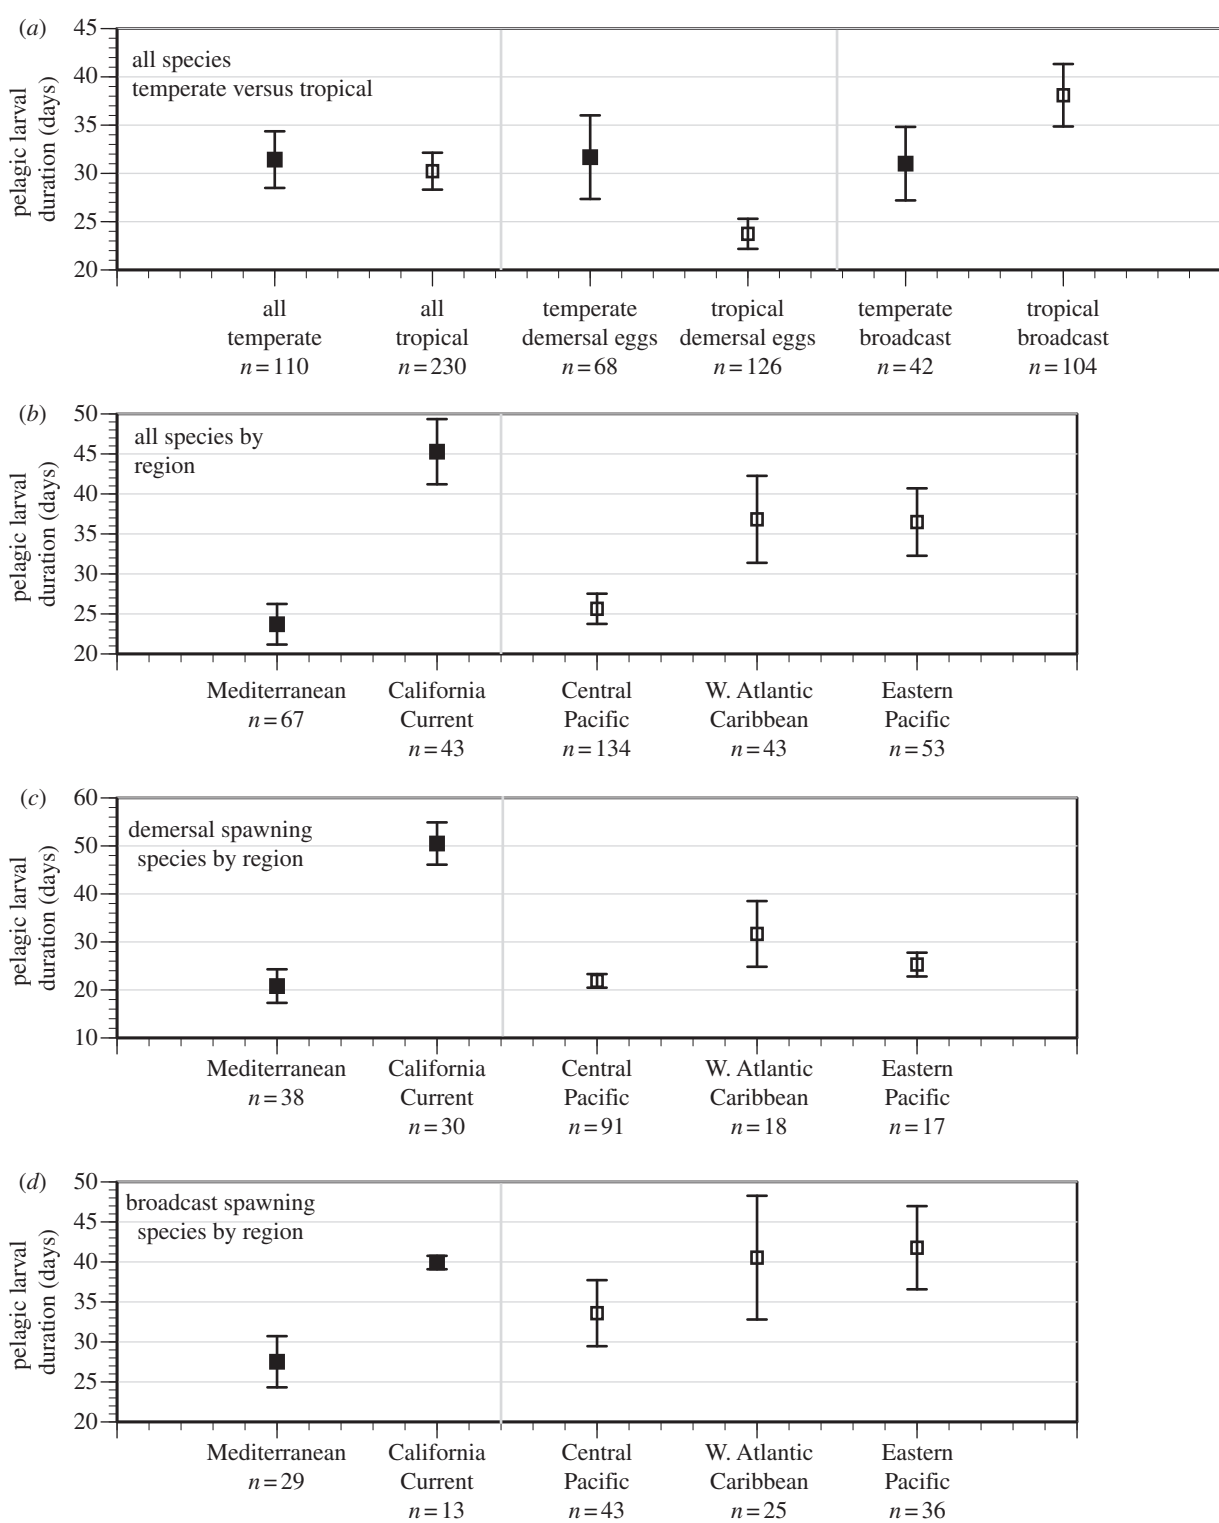 (a)
45
40
35
30
25
20
pelagic larval
duration (days)
all species
temperate versus tropical
all
temperate
n=110
all
tropical
n=230
temperate
demersal eggs
n=68
tropical
demersal eggs
n=126
temperate
broadcast
n=42
tropical
broadcast
n=104
(b)
50
45
40
35
30
25
20
pelagic larval
duration (days)
all species by
region
Mediterranean
n=67
California
Current
n=43
Central
Pacific
n=134
W. Atlantic
Caribbean
n=43
Eastern
Pacific
n=53
(c)
60
50
40
30
20
10
pelagic larval
duration (days)
demersal spawning
species by region
Mediterranean
n=38
California
Current
n=30
Central
Pacific
n=91
W. Atlantic
Caribbean
n=18
Eastern
Pacific
n=17
(d)
50
45
40
35
30
25
20
pelagic larval
duration (days)
broadcast spawning
species by region
Mediterranean
n=29
California
Current
n=13
Central
Pacific
n=43
W. Atlantic
Caribbean
n=25
Eastern
Pacific
n=36